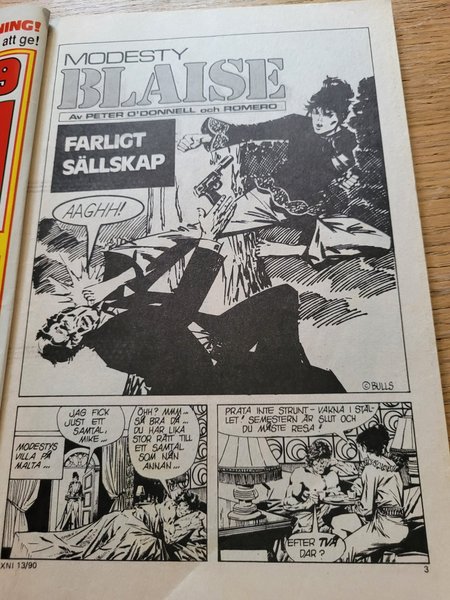 NING!
att ge!
9
MODESTY
BLAISE
Av PETER O'DONNELL och ROMERO
FARLIGT
SÄLLSKAP
AAGHH!
© BULLS
MODESTYS
VILLA PÅ
MALTA...
JAG FICK
JUST ETT
SAMTAL,
MIKE...
ÖHH? MMM...
SÅ BRA DÅ...
DU HAR LIKA
STOR RÄTT TILL
ETT SAMTAL
SOM NÅN
ANNAN...
PRATA INTE STRUNT - VAKNA I STÄL-
LET! SEMESTERN ÄR SLUT OCH
DU MÅSTE RESA!
EFTER TVÅ
DAR?
XNI 13/90
3